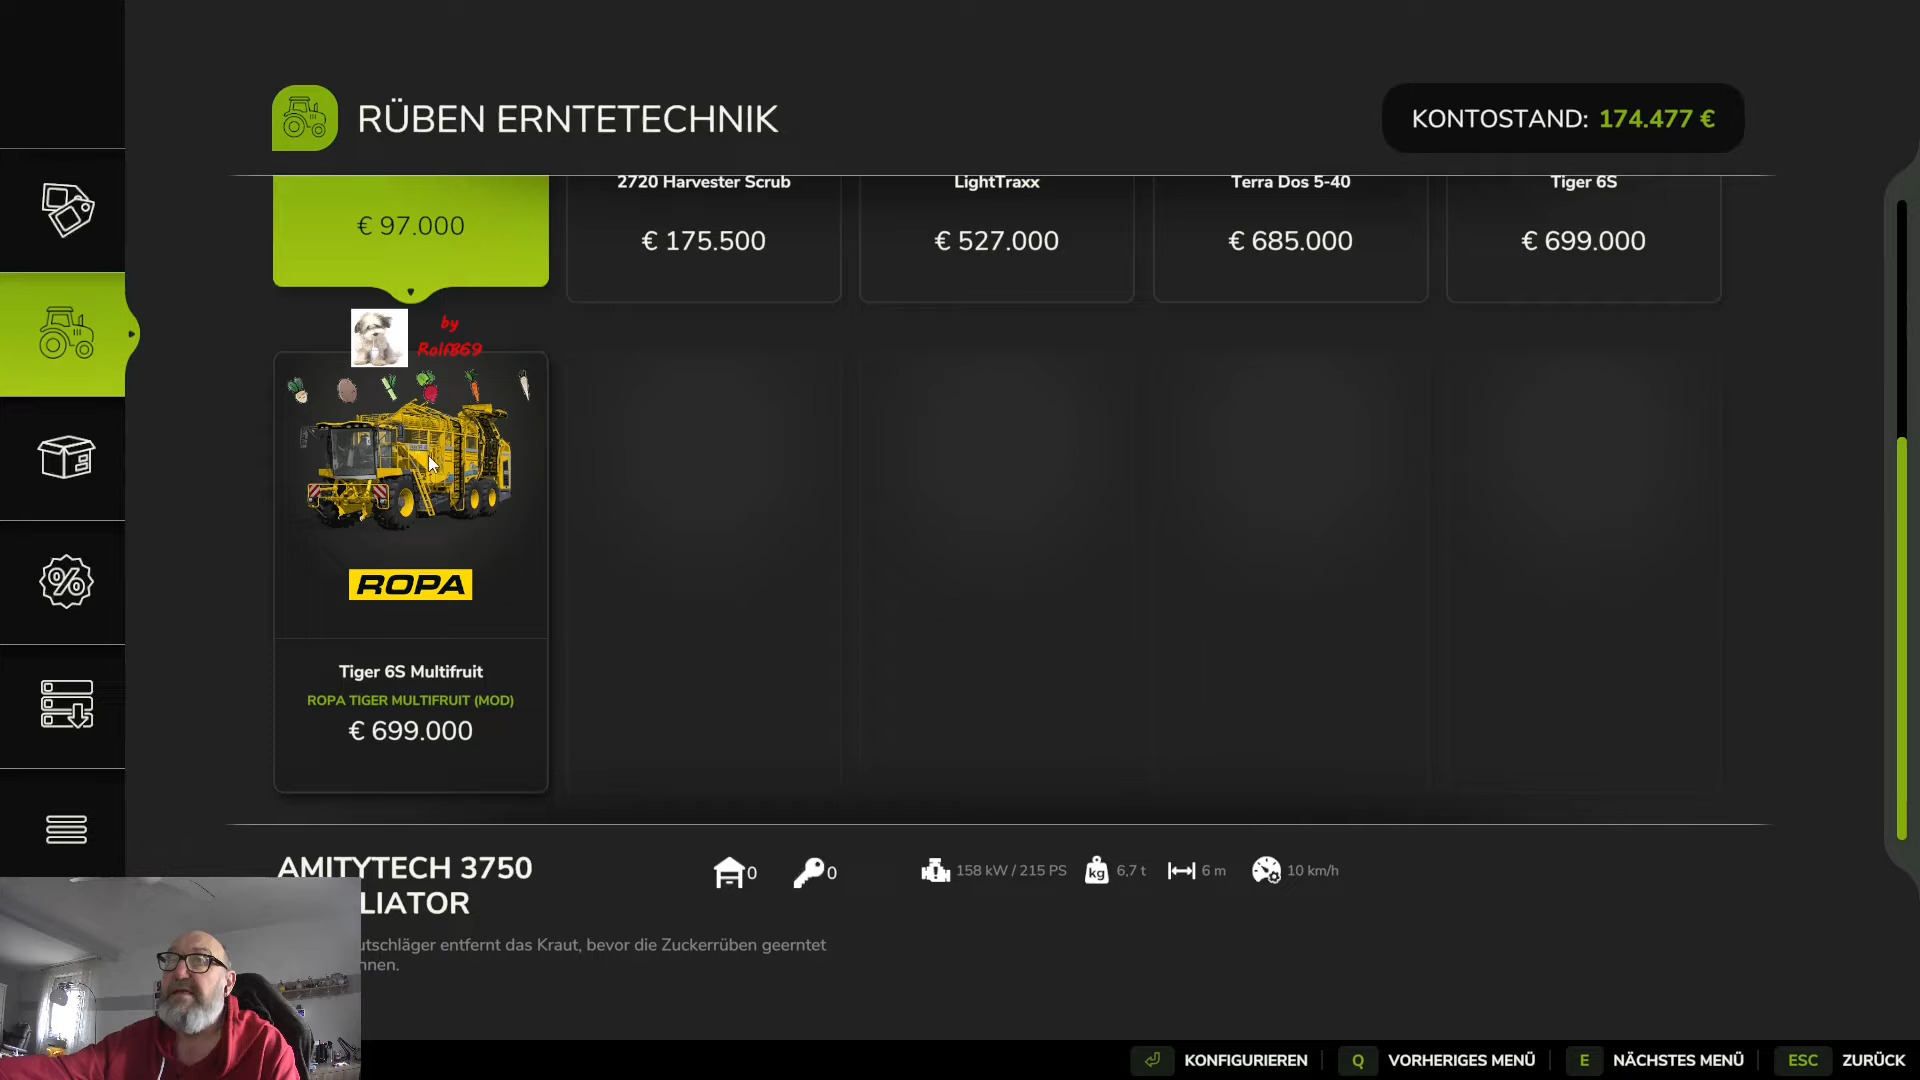 RÜBEN ERNTETECHNIK
KONTOSTAND: 174.477 €
€ 97.000
2720 Harvester Scrub
€ 175.500
LightTraxx
€ 527.000
Terra Dos 5-40
€ 685.000
Tiger 6S
€ 699.000
by
Rolf869
ROPA
Tiger 6S Multifruit
ROPA TIGER MULTIFRUIT (MOD)
€ 699.000
AMITYTECH 3750
LIATOR
0
0
158 kW / 215 PS
kg
6,7 t
6 m
10 km/h
utschläger entfernt das Kraut, bevor die Zuckerrüben geerntet
nnen.
KONFIGURIEREN
Q VORHERIGES MENÜ
E NÄCHSTES MENÜ
ESC ZURÜCK